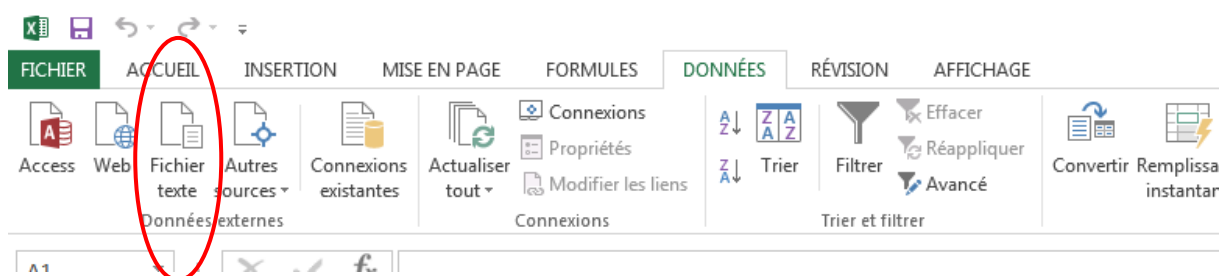 FICHIER ACCUEIL INSERTION MISE EN PAGE FORMULES DONNÉES RÉVISION AFFICHAGE
Access Web Fichier texte Autres sources Connexions existantes
Données externes
Actualiser tout
Connexions
Propriétés
Modifier les liens
Connexions
Trier
Filtrer
Effacer
Réappliquer
Avancé
Trier et filtrer
Convertir
Remplissa
instantar
A1
fx